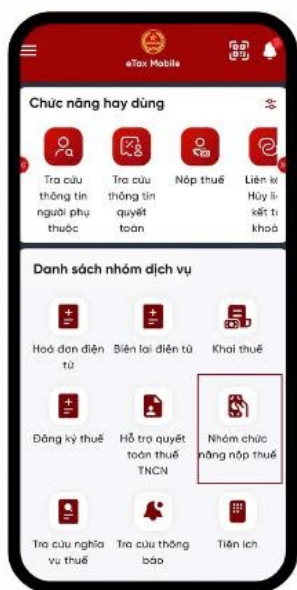 eTax Mobile
Chức năng hay dùng
Tra cứu
thông tin
người phụ
thuộc
Tra cứu
thông tin
quyết
toán
Nộp thuế
Liên kế
Hủy liê
kết tà
khoả
Danh sách nhóm dịch vụ
Hoá đơn điện
tử
Biên lai điện tử
Khai thuế
Đăng ký thuế
Hỗ trợ quyết
toán thuế
TNCN
Nhóm chức
năng nộp thuế
Tra cứu nghĩa
vụ thuế
Tra cứu thông
báo
Tiện ích